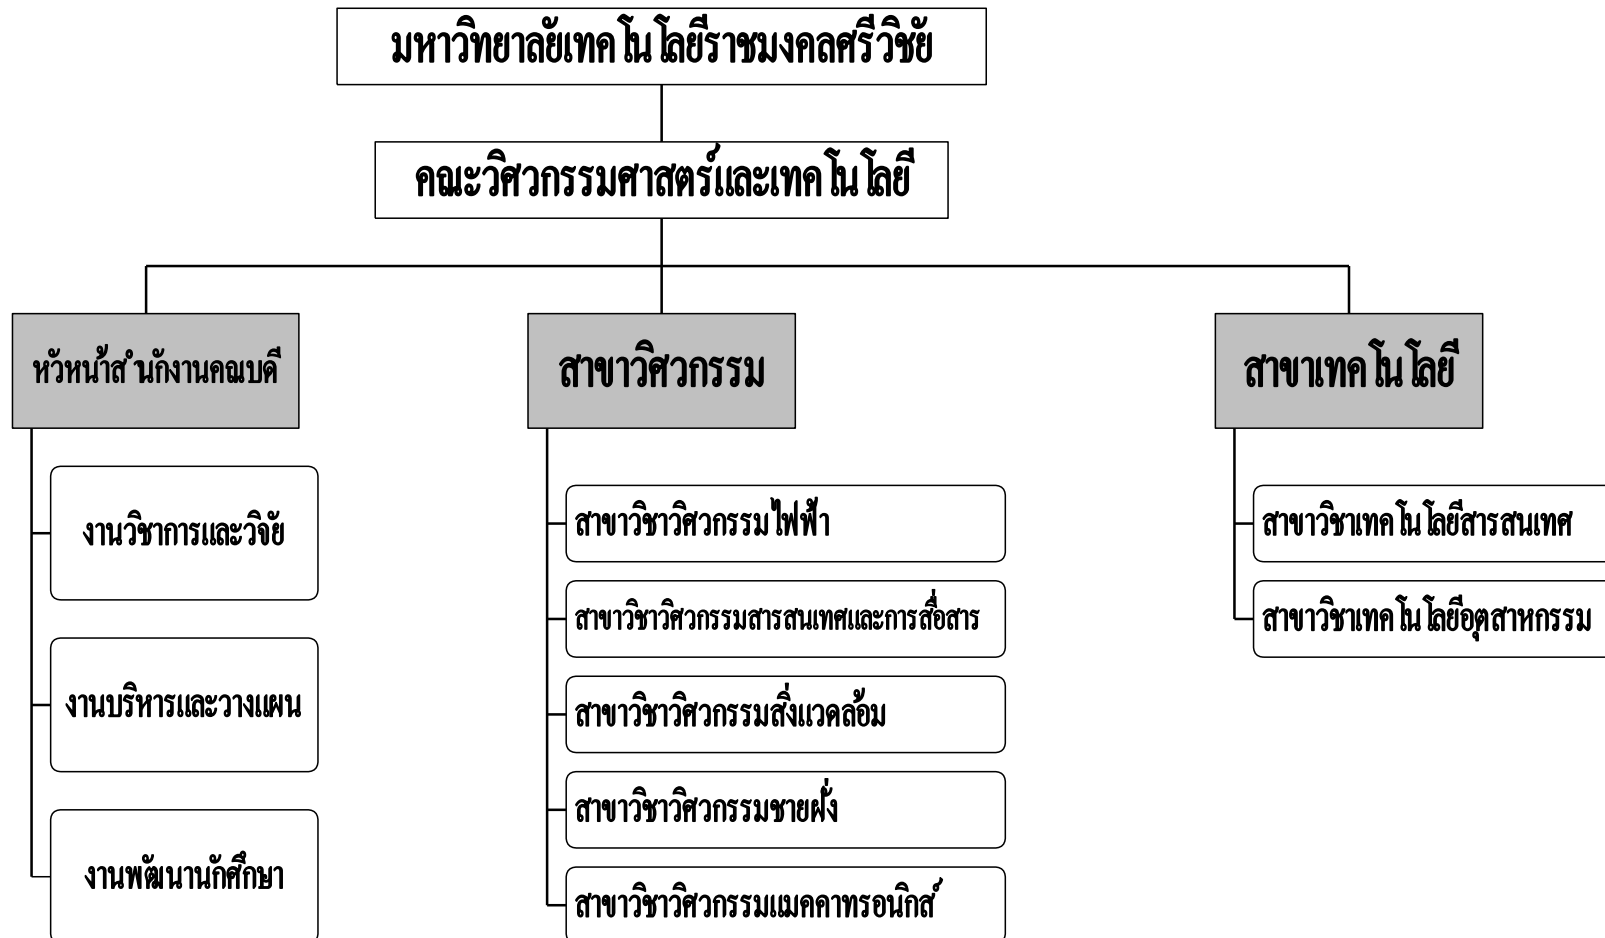 มหาวิทยาลัยเทคโนโลยีราชมงคลศรีวิชัย
คณะวิศวกรรมศาสตร์และเทคโนโลยี
หัวหน้าสำนักงานคณบดี
งานวิชาการและวิจัย
งานบริหารและวางแผน
งานพัฒนานักศึกษา
สาขาวิศวกรรม
สาขาวิชาวิศวกรรมไฟฟ้า
สาขาวิชาวิศวกรรมสารสนเทศและการสื่อสาร
สาขาวิชาวิศวกรรมสิ่งแวดล้อม
สาขาวิชาวิศวกรรมชายฝั่ง
สาขาวิชาวิศวกรรมแมคคาทรอนิกส์
สาขาเทคโนโลยี
สาขาวิชาเทคโนโลยีสารสนเทศ
สาขาวิชาเทคโนโลยีอุตสาหกรรม